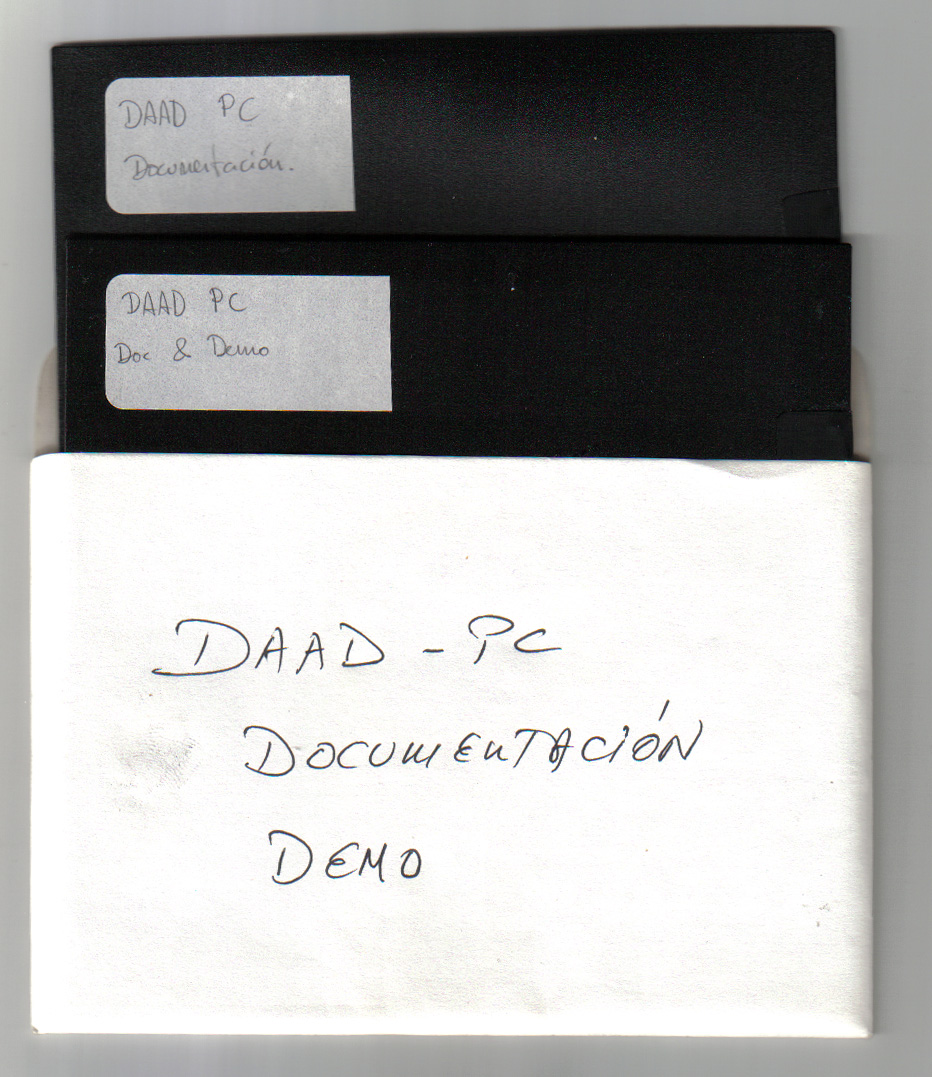 DAAD PC
Documentación.
DAAD PC
Doc & Demo
DAAD - PC
DOCUMENTACIÓN
DEMO